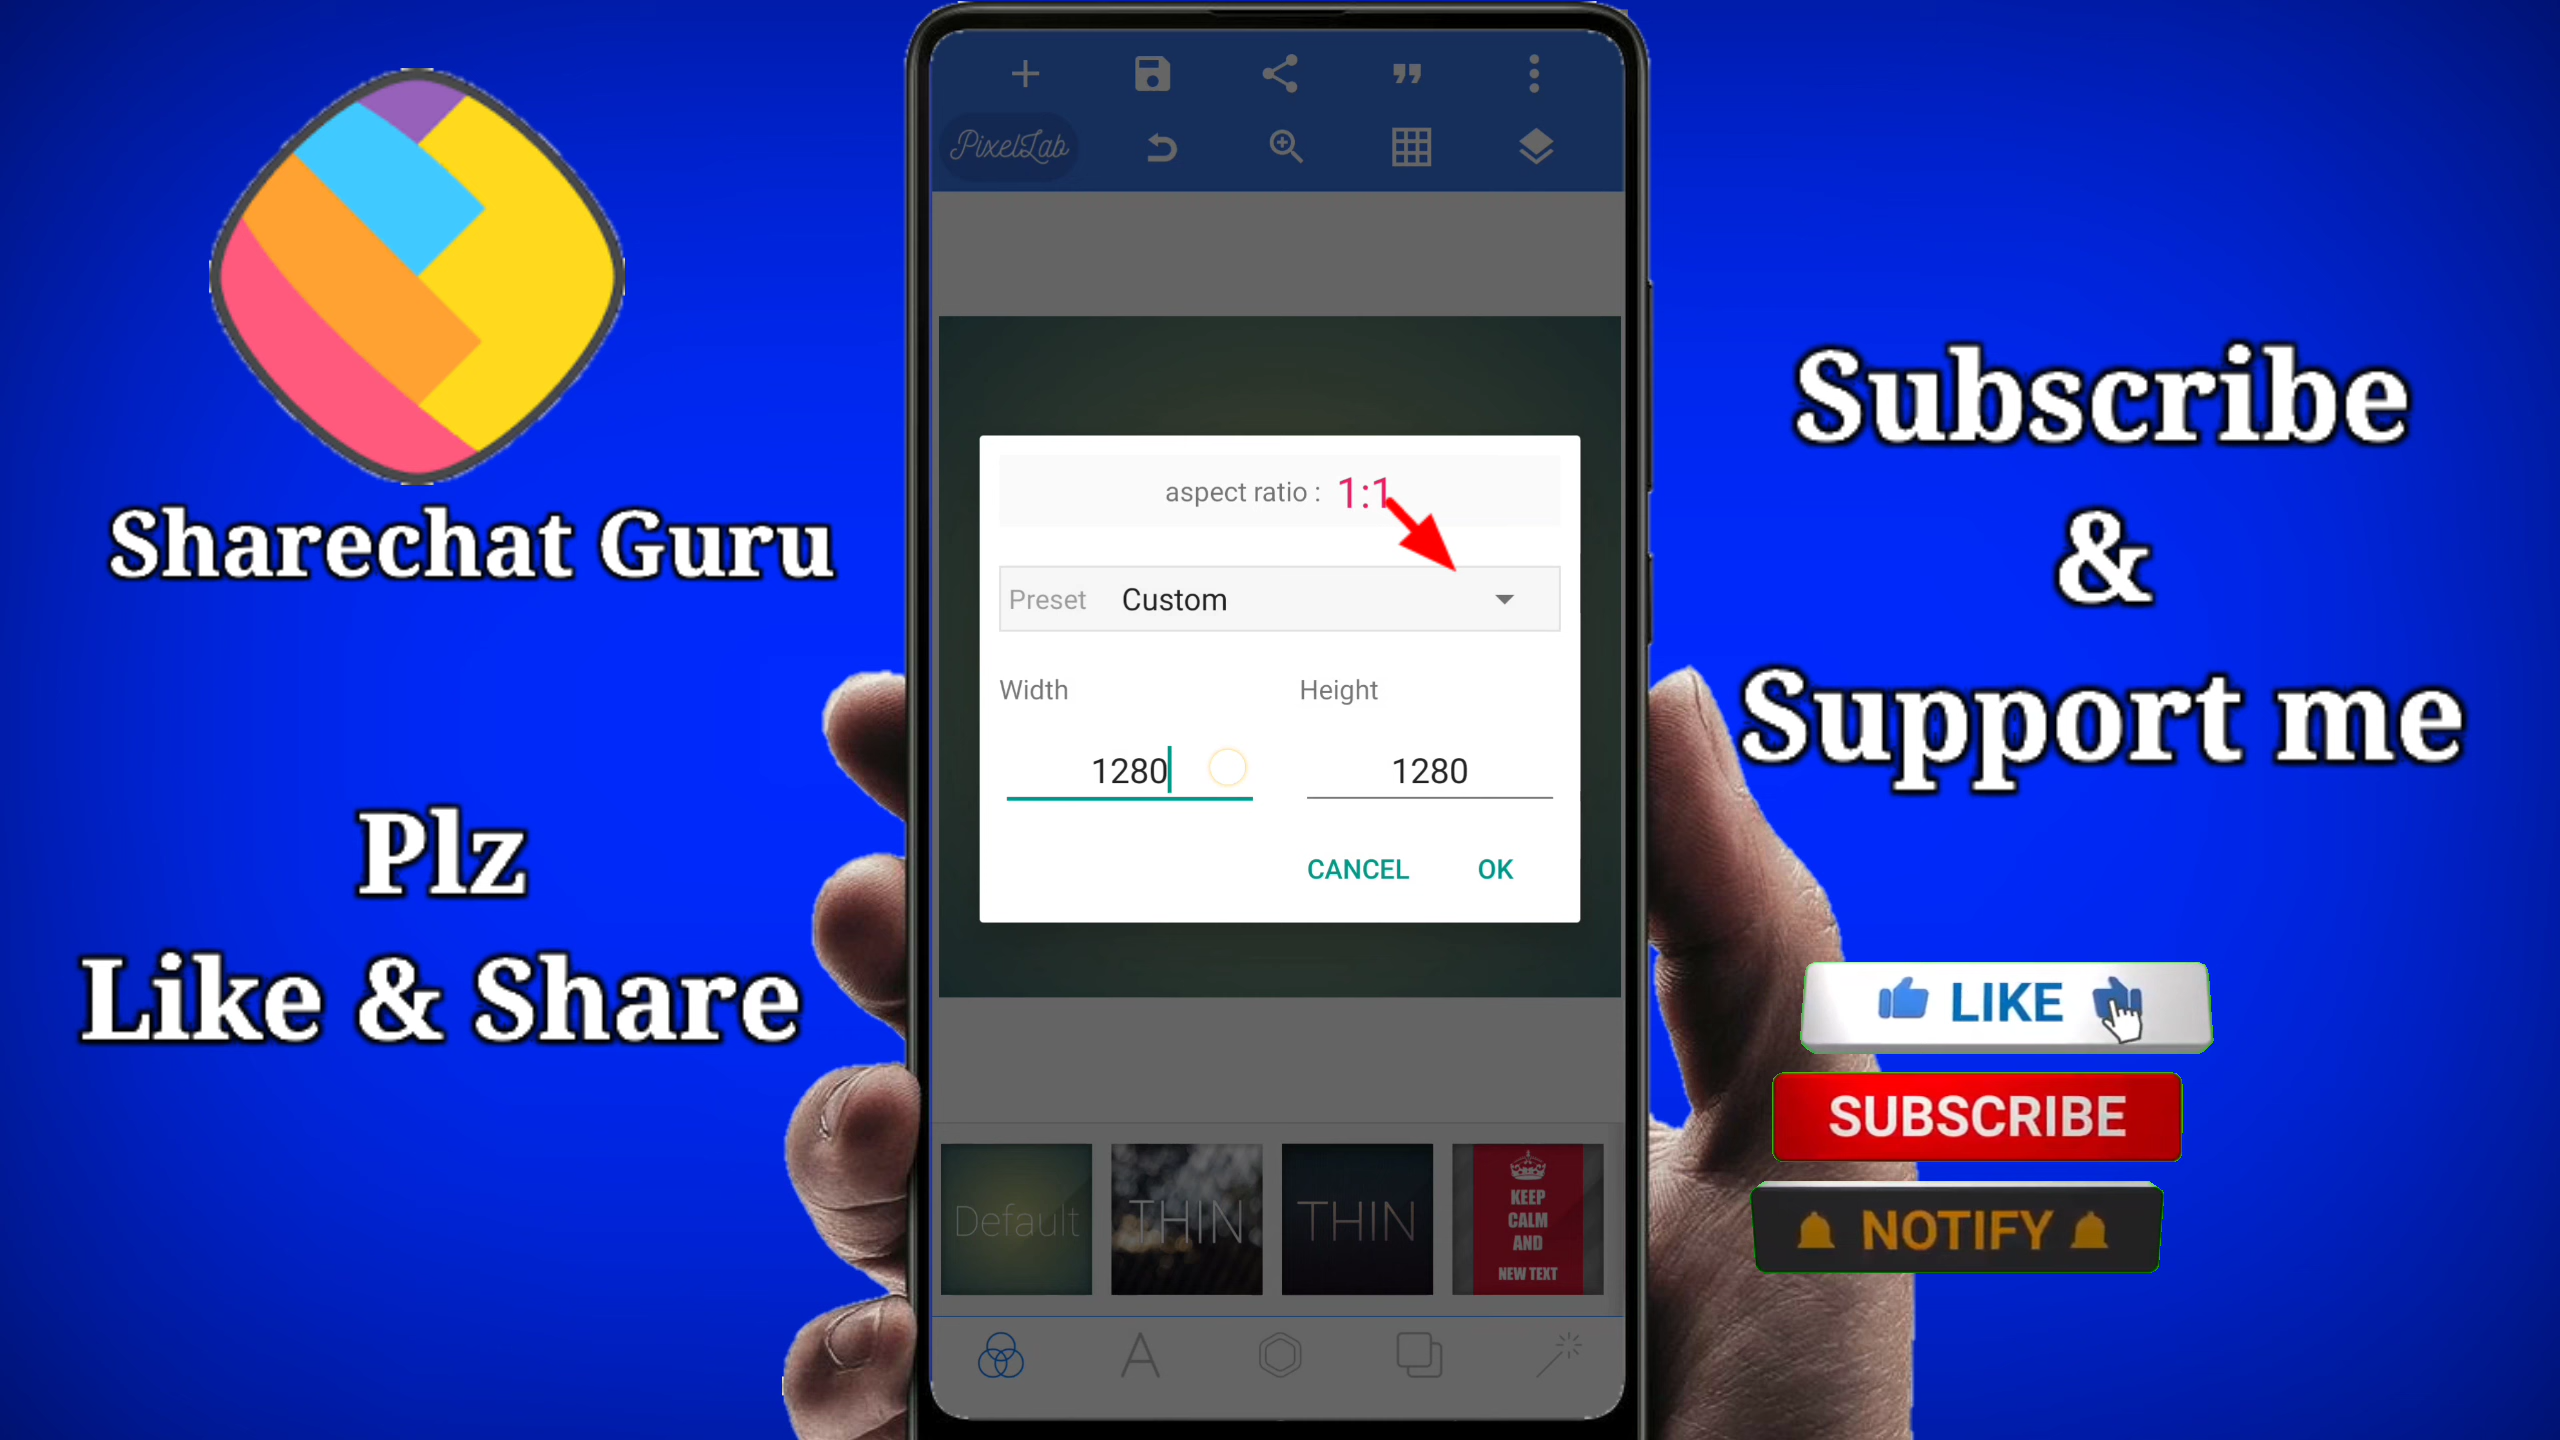 Sharechat Guru
Plz
Like & Share
PixelLab
aspect ratio : 1:1
Preset Custom
Width Height
1280 1280
CANCEL OK
Default
THIN
THIN
KEEP
CALM
AND
NEW TEXT
Subscribe
&
Support me
LIKE
SUBSCRIBE
NOTIFY